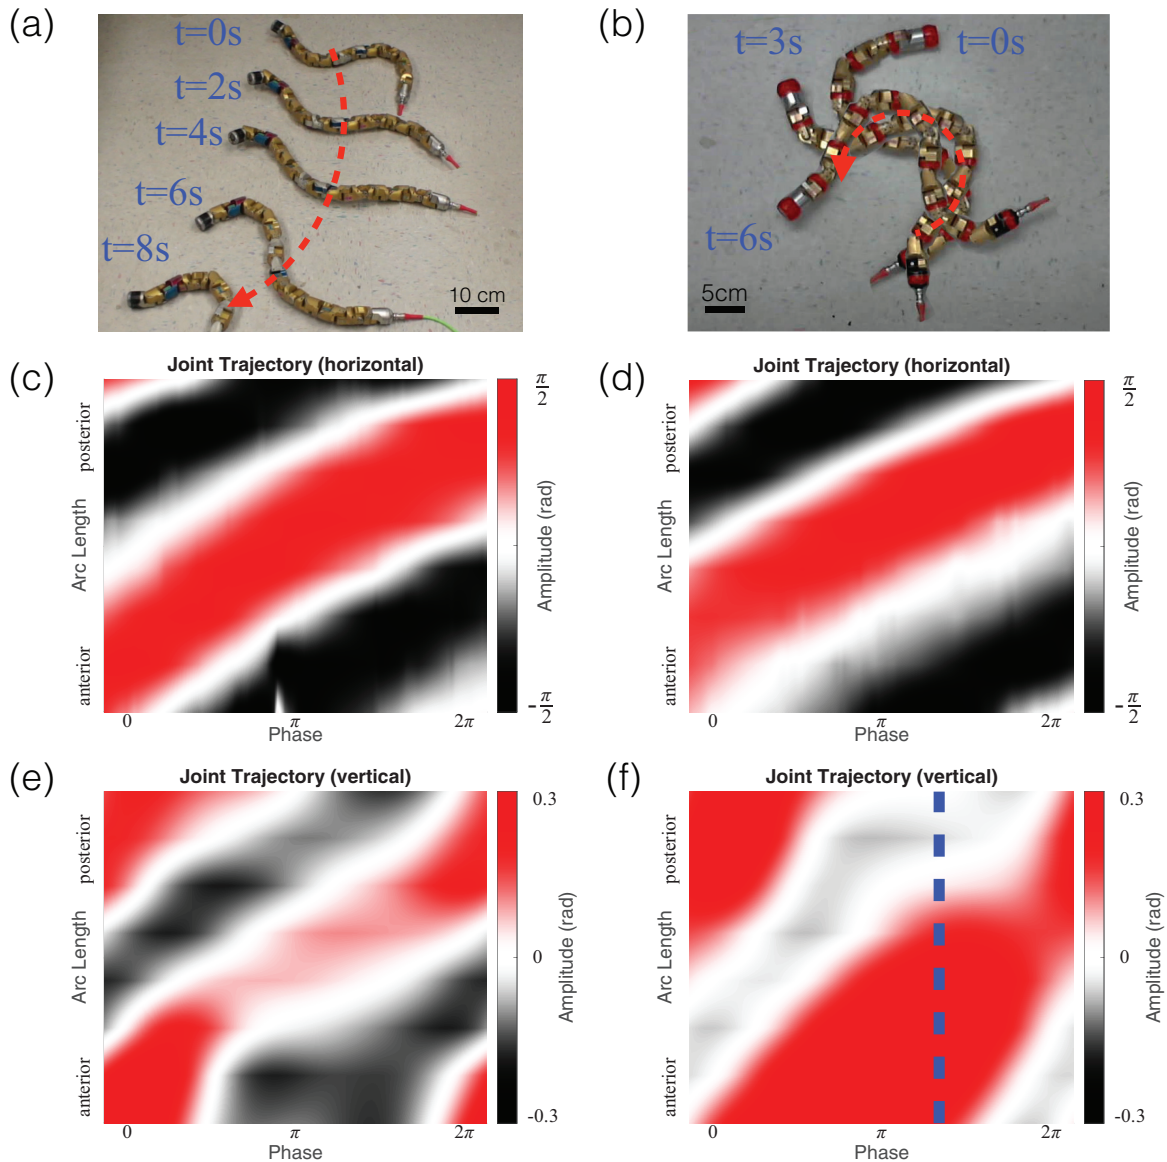 (a)
t=0s
t=2s
t=4s
t=6s
t=8s
10 cm
(b)
t=3s
t=0s
t=6s
5cm
(c)
Joint Trajectory (horizontal)
posterior
Arc Length
anterior
0
π
2π
Phase
π/2
Amplitude (rad)
-π/2
(d)
Joint Trajectory (horizontal)
posterior
Arc Length
anterior
0
π
2π
Phase
π/2
Amplitude (rad)
-π/2
(e)
Joint Trajectory (vertical)
posterior
Arc Length
anterior
0
π
2π
Phase
0.3
0
Amplitude (rad)
-0.3
(f)
Joint Trajectory (vertical)
posterior
Arc Length
anterior
0
π
2π
Phase
0.3
0
Amplitude (rad)
-0.3